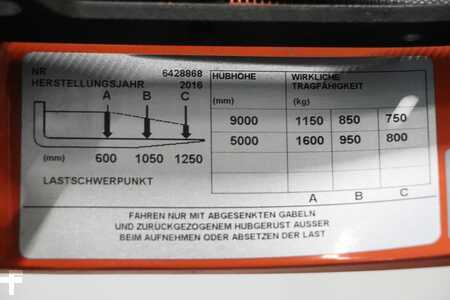 NR 6428868
HERSTELLUNGSJAHR 2016
A B C
(mm) 600 1050 1250
LASTSCHWERPUNKT
HUBHÖHE WIRKLICHE
TRAGFÄHIGKEIT
(mm) (kg)
9000 1150 850 750
5000 1600 950 800
A B C
FAHREN NUR MIT ABGESENKTEN GABELN
UND ZURÜCKGEZOGENEM HUBGERUST AUSSER
BEIM AUFNEHMEN ODER ABSETZEN DER LAST